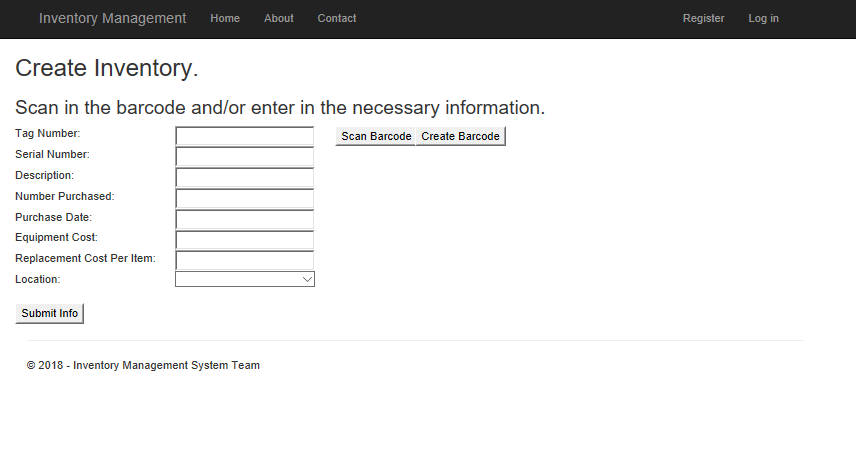 Inventory Management Home About Contact Register Log in
Create Inventory.
Scan in the barcode and/or enter in the necessary information.
Tag Number: Scan Barcode Create Barcode
Serial Number:
Description:
Number Purchased:
Purchase Date:
Equipment Cost:
Replacement Cost Per Item:
Location:
Submit Info
© 2018 - Inventory Management System Team